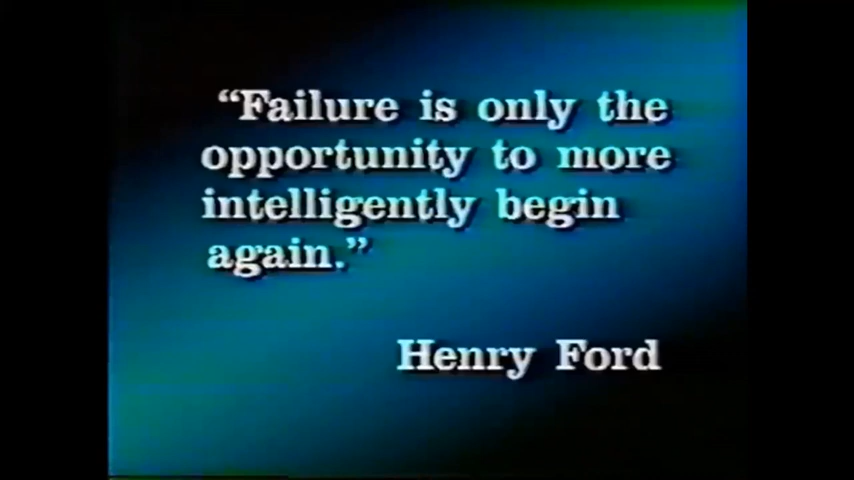 “Failure is only the
opportunity to more
intelligently begin
again.”
Henry Ford